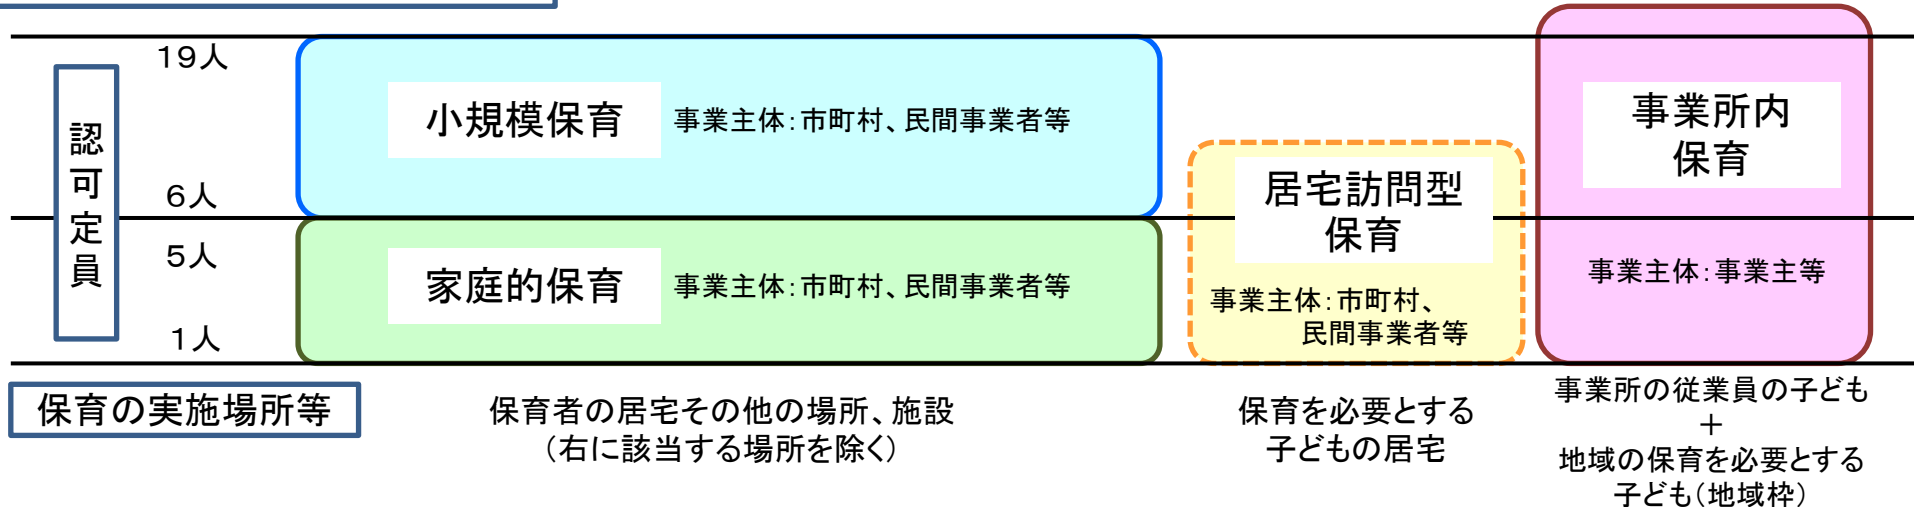 認可定員
19人
6人
5人
1人
小規模保育
事業主体：市町村、民間事業者等
家庭的保育
事業主体：市町村、民間事業者等
居宅訪問型
保育
事業主体：市町村、
民間事業者等
事業所内
保育
事業主体：事業主等
保育の実施場所等
保育者の居宅その他の場所、施設
（右に該当する場所を除く）
保育を必要とする
子どもの居宅
事業所の従業員の子ども
＋
地域の保育を必要とする
子ども（地域枠）